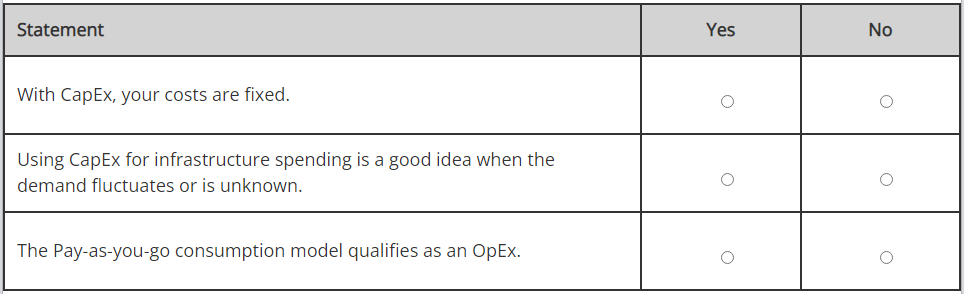 Statement Yes No
With CapEx, your costs are fixed.
Using CapEx for infrastructure spending is a good idea when the
demand fluctuates or is unknown.
The Pay-as-you-go consumption model qualifies as an OpEx.